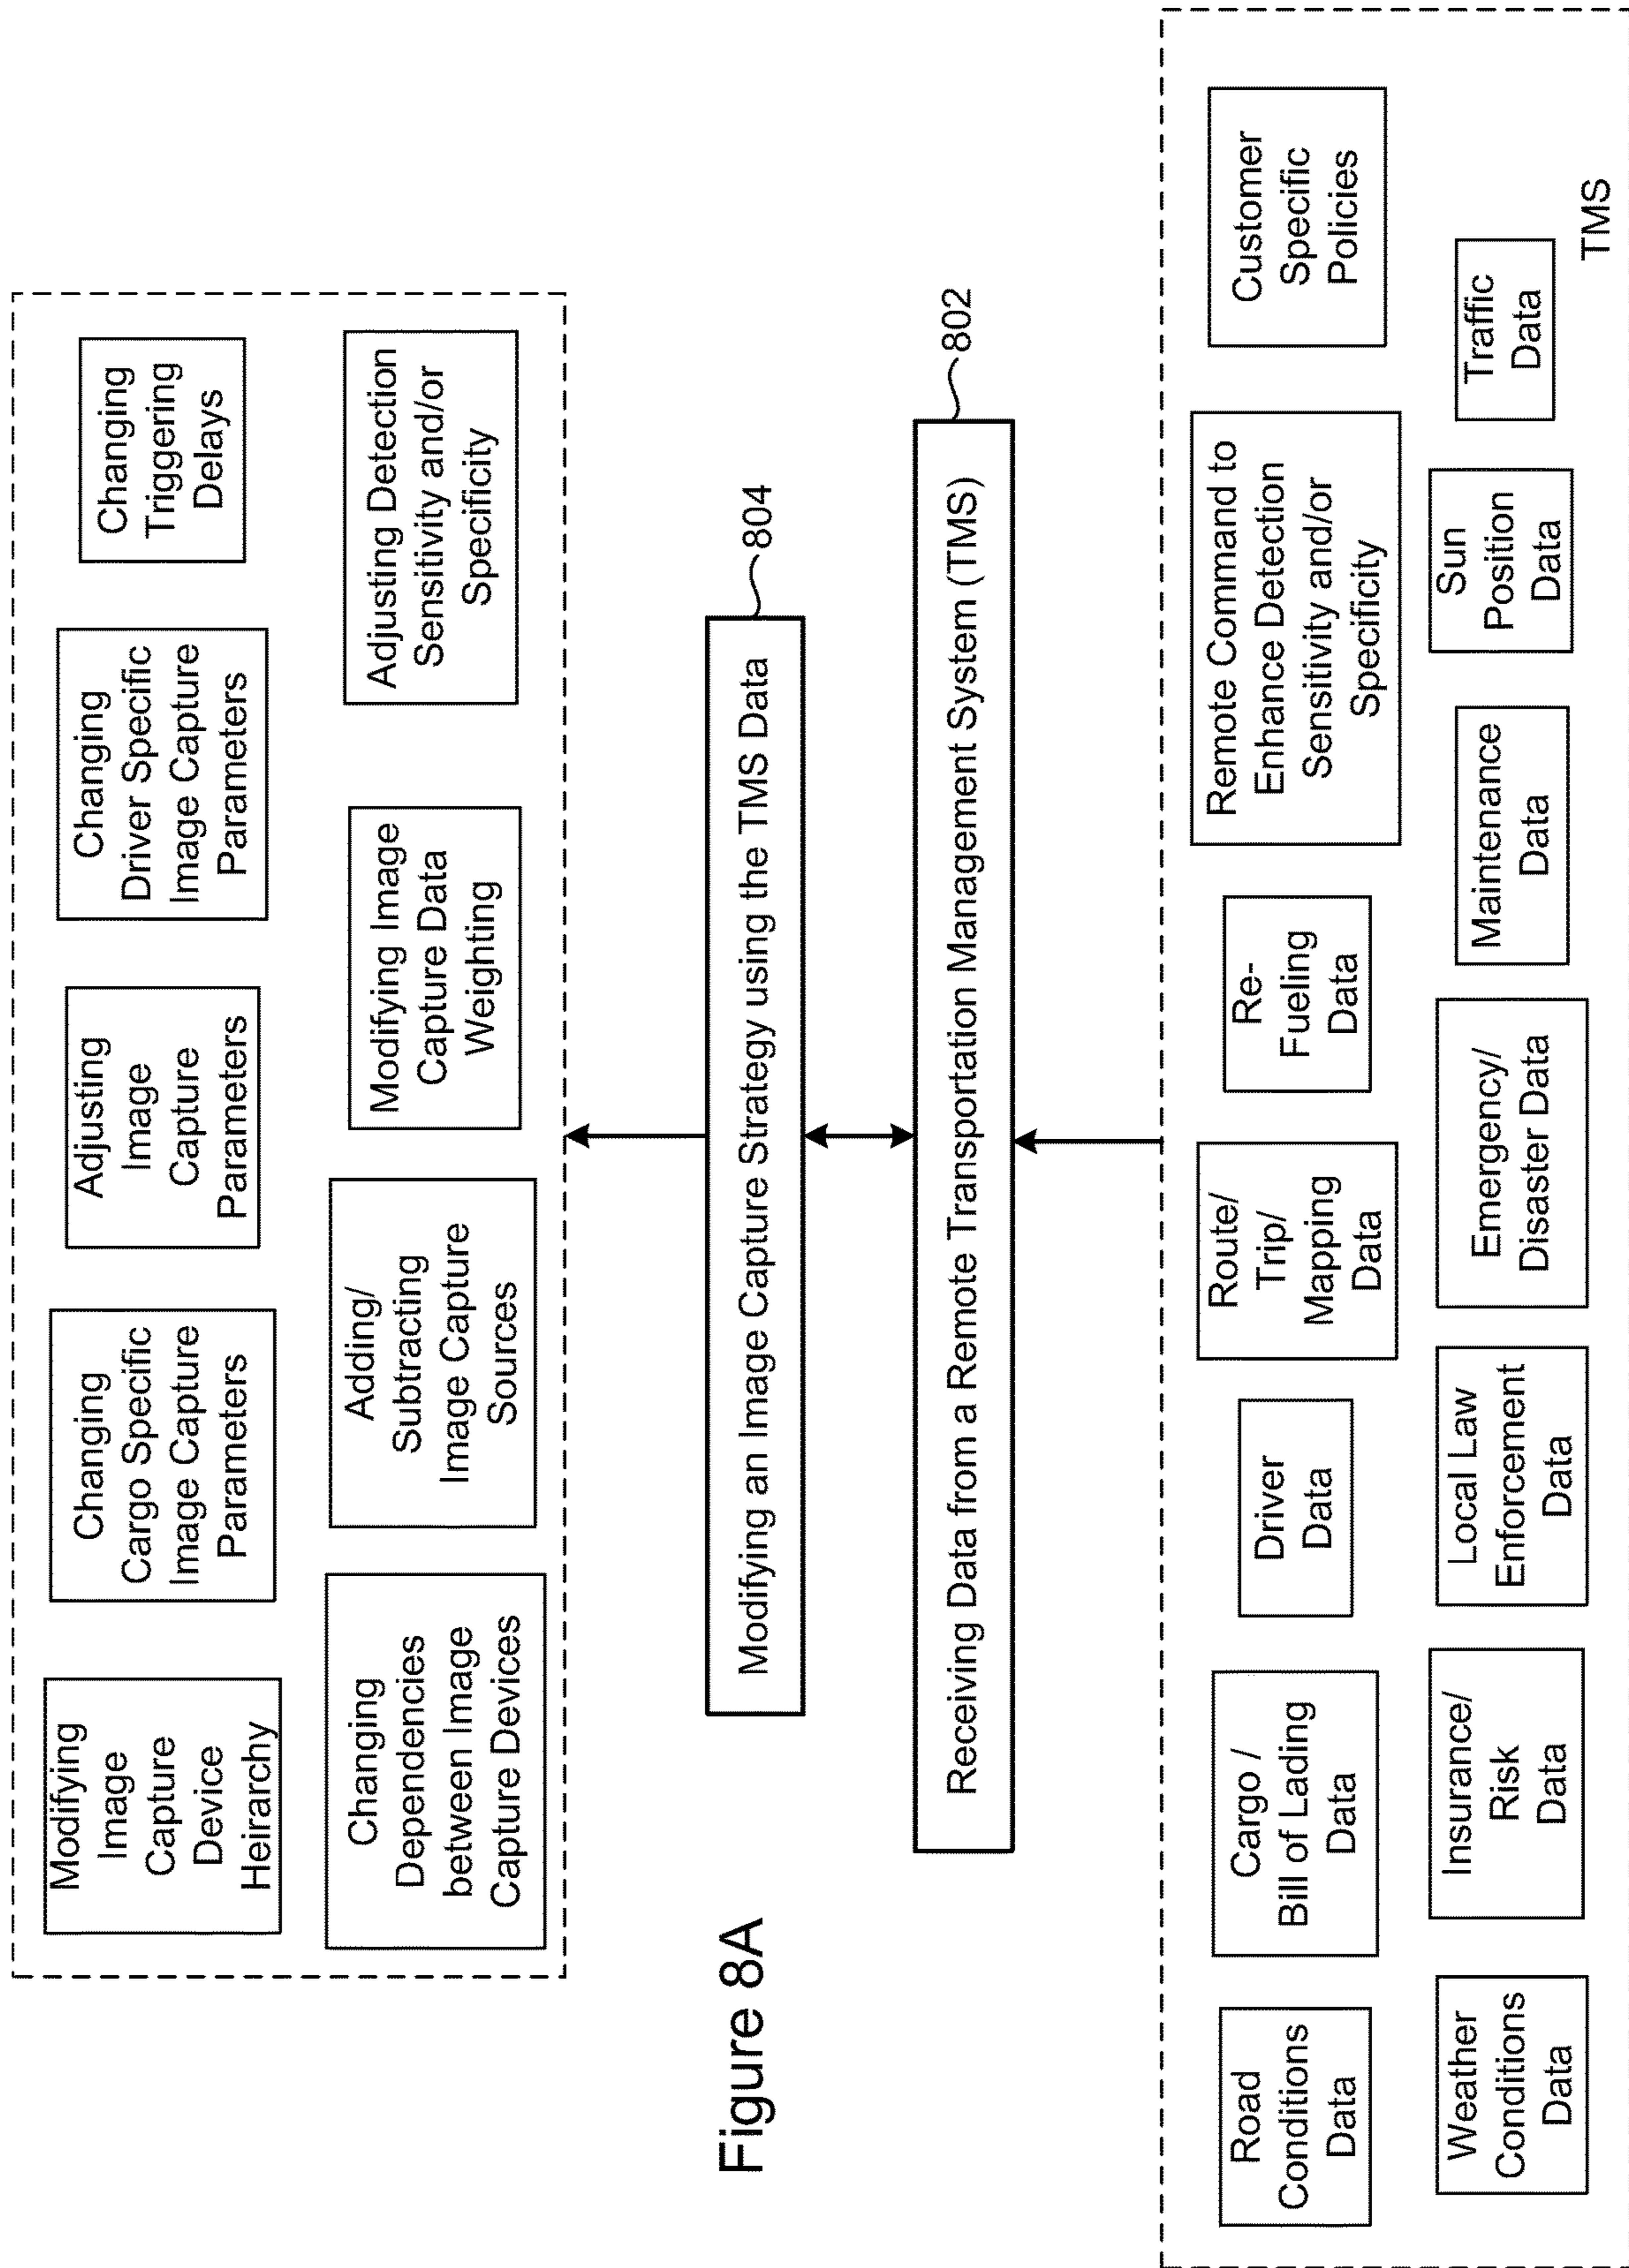 Modifying
Image
Capture
Device
Heirarchy
Changing
Cargo Specific
Image Capture
Parameters
Adjusting
Image
Capture
Parameters
Changing
Driver Specific
Image Capture
Parameters
Changing
Triggering
Delays
Changing
Dependencies
between Image
Capture Devices
Adding/
Subtracting
Image Capture
Sources
Modifying Image
Capture Data
Weighting
Adjusting Detection
Sensitivity and/or
Specificity
Figure 8A
Modifying an Image Capture Strategy using the TMS Data
804
Receiving Data from a Remote Transportation Management System (TMS)
802
Road
Conditions
Data
Cargo /
Bill of Lading
Data
Driver
Data
Route/
Trip/
Mapping
Data
Re-
Fueling
Data
Remote Command to
Enhance Detection
Sensitivity and/or
Specificity
Customer
Specific
Policies
Weather
Conditions
Data
Insurance/
Risk
Data
Local Law
Enforcement
Data
Emergency/
Disaster Data
Maintenance
Data
Sun
Position
Data
Traffic
Data
TMS